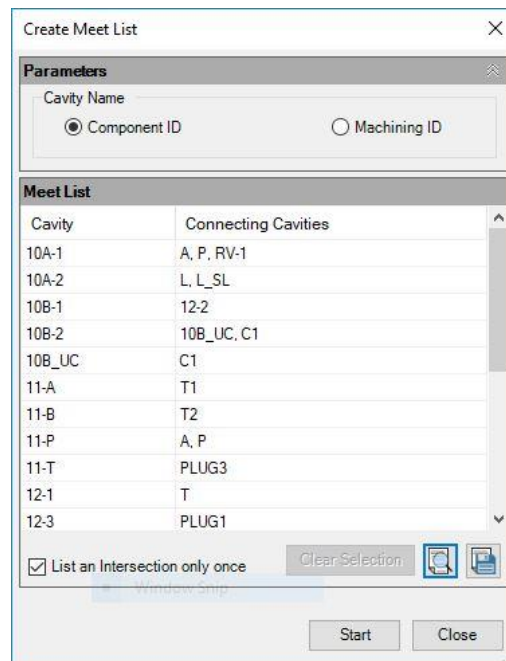 Create Meet List
Parameters
Cavity Name
Component ID Machining ID
Meet List
Cavity Connecting Cavities
10A-1 A, P, RV-1
10A-2 L, L_SL
10B-1 12-2
10B-2 10B_UC, C1
10B_UC C1
11-A T1
11-B T2
11-P A, P
11-T PLUG3
12-1 T
12-3 PLUG1
List an Intersection only once Clear Selection
Window Snip
Start Close